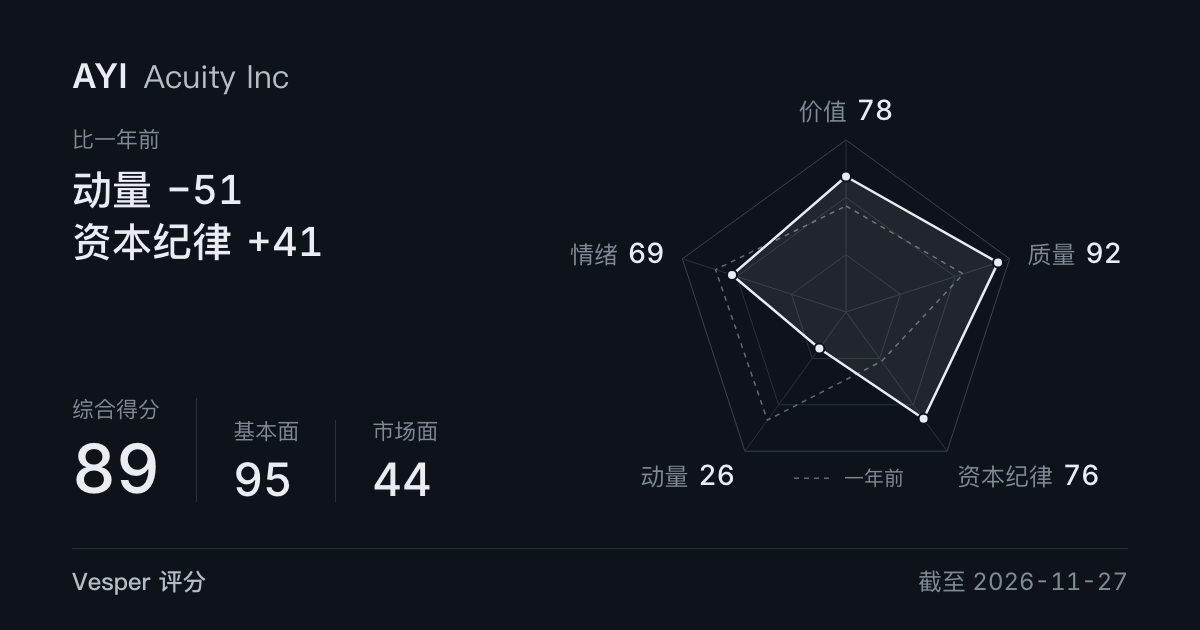 AYI Acuity Inc
比一年前
动量 −51
资本纪律 +41
价值 78
情绪 69
质量 92
动量 26
---- 一年前
资本纪律 76
综合得分
89
基本面
95
市场面
44
Vesper 评分
截至 2026-11-27